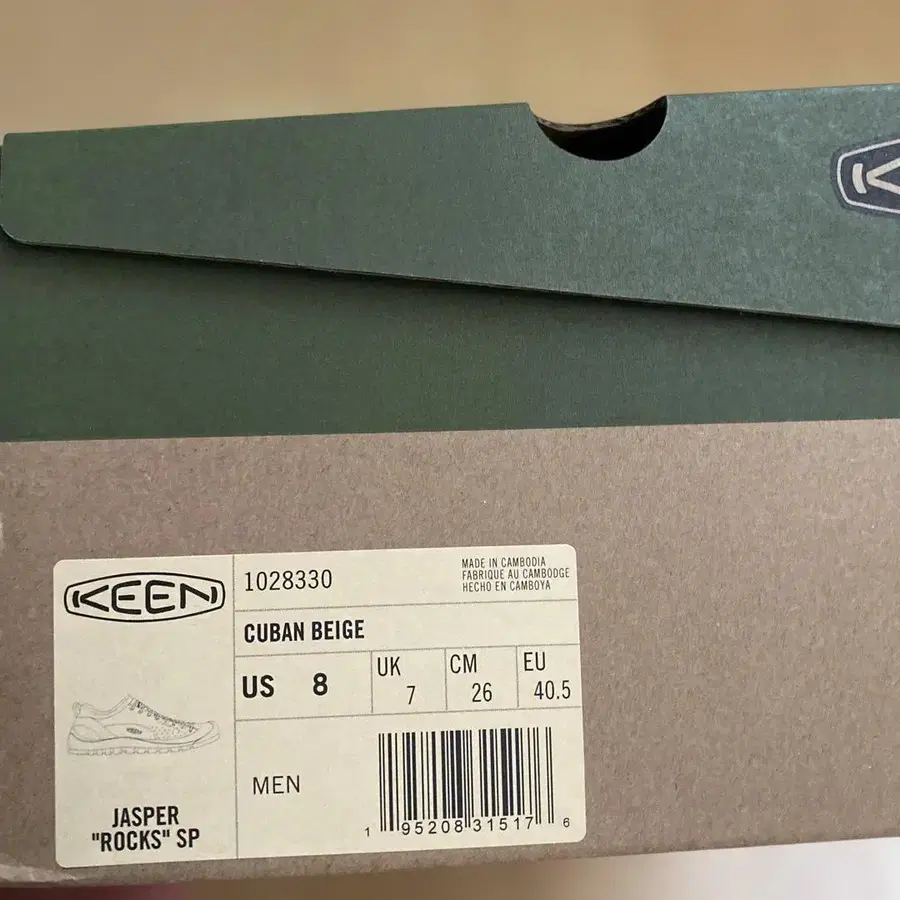 KEEN
1028330
MADE IN CAMBODIA
FABRIQUE AU CAMBODGE
HECHO EN CAMBOYA
CUBAN BEIGE
US 8
UK 7
CM 26
EU 40.5
KEEN
MEN
JASPER
"ROCKS" SP
1 95208 31517 6